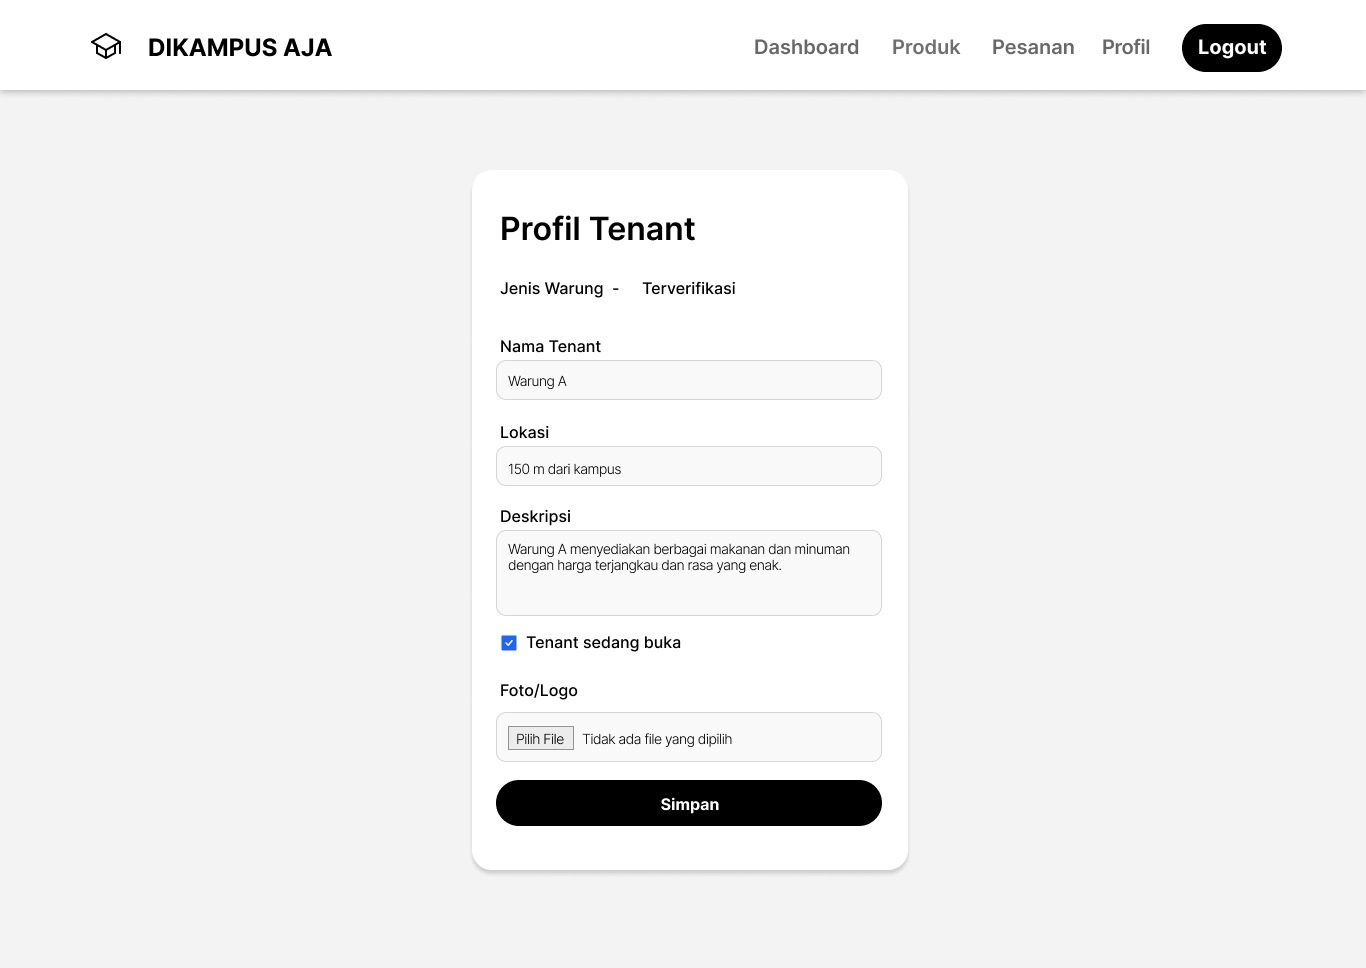 DIKAMPUS AJA
Dashboard Produk Pesanan Profil Logout
Profil Tenant
Jenis Warung - Terverifikasi
Nama Tenant
Warung A
Lokasi
150 m dari kampus
Deskripsi
Warung A menyediakan berbagai makanan dan minuman
dengan harga terjangkau dan rasa yang enak.
Tenant sedang buka
Foto/Logo
Pilih File Tidak ada file yang dipilih
Simpan